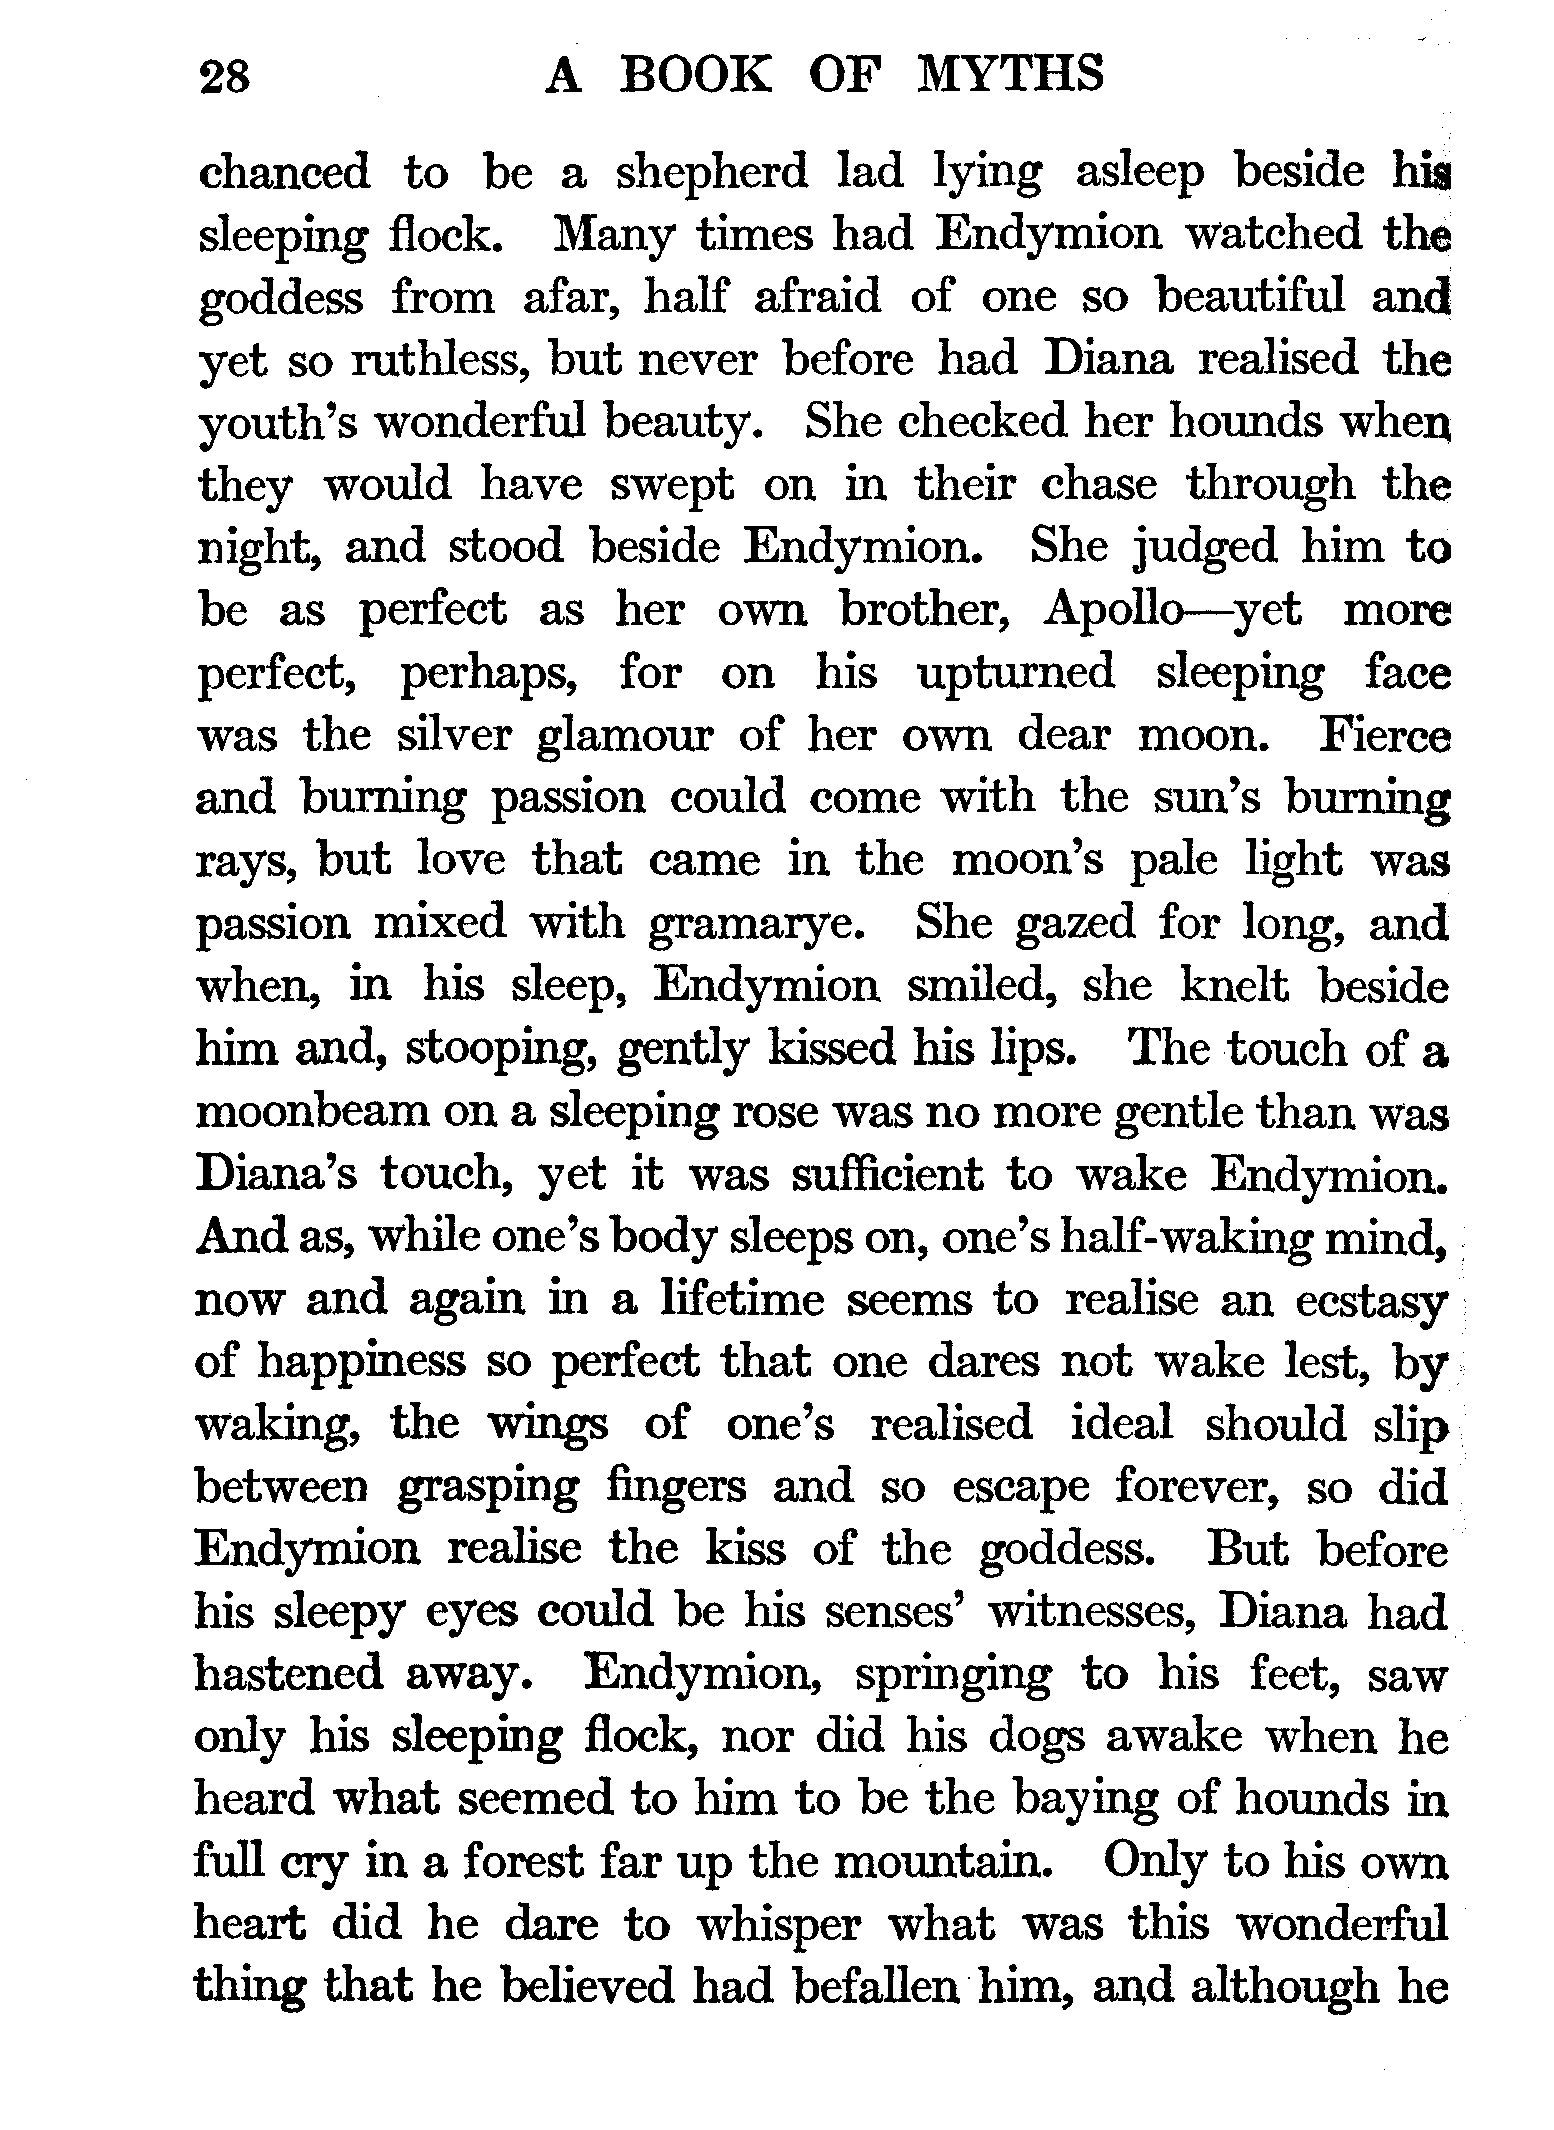 28 A BOOK OF MYTHS
chanced to be a shepherd lad lying asleep beside his
sleeping flock. Many times had Endymion watched the
goddess from afar, half afraid of one so beautiful and
yet so ruthless, but never before had Diana realised the
youth's wonderful beauty. She checked her hounds when
they would have swept on in their chase through the
night, and stood beside Endymion. She judged him to
be as perfect as her own brother, Apollo—yet more
perfect, perhaps, for on his upturned sleeping face
was the silver glamour of her own dear moon. Fierce
and burning passion could come with the sun's burning
rays, but love that came in the moon's pale light was
passion mixed with gramarye. She gazed for long, and
when, in his sleep, Endymion smiled, she knelt beside
him and, stooping, gently kissed his lips. The touch of a
moonbeam on a sleeping rose was no more gentle than was
Diana's touch, yet it was sufficient to wake Endymion.
And as, while one's body sleeps on, one's half-waking mind,
now and again in a lifetime seems to realise an ecstasy
of happiness so perfect that one dares not wake lest, by
waking, the wings of one's realised ideal should slip
between grasping fingers and so escape forever, so did
Endymion realise the kiss of the goddess. But before
his sleepy eyes could be his senses' witnesses, Diana had
hastened away. Endymion, springing to his feet, saw
only his sleeping flock, nor did his dogs awake when he
heard what seemed to him to be the baying of hounds in
full cry in a forest far up the mountain. Only to his own
heart did he dare to whisper what was this wonderful
thing that he believed had befallen him, and although he